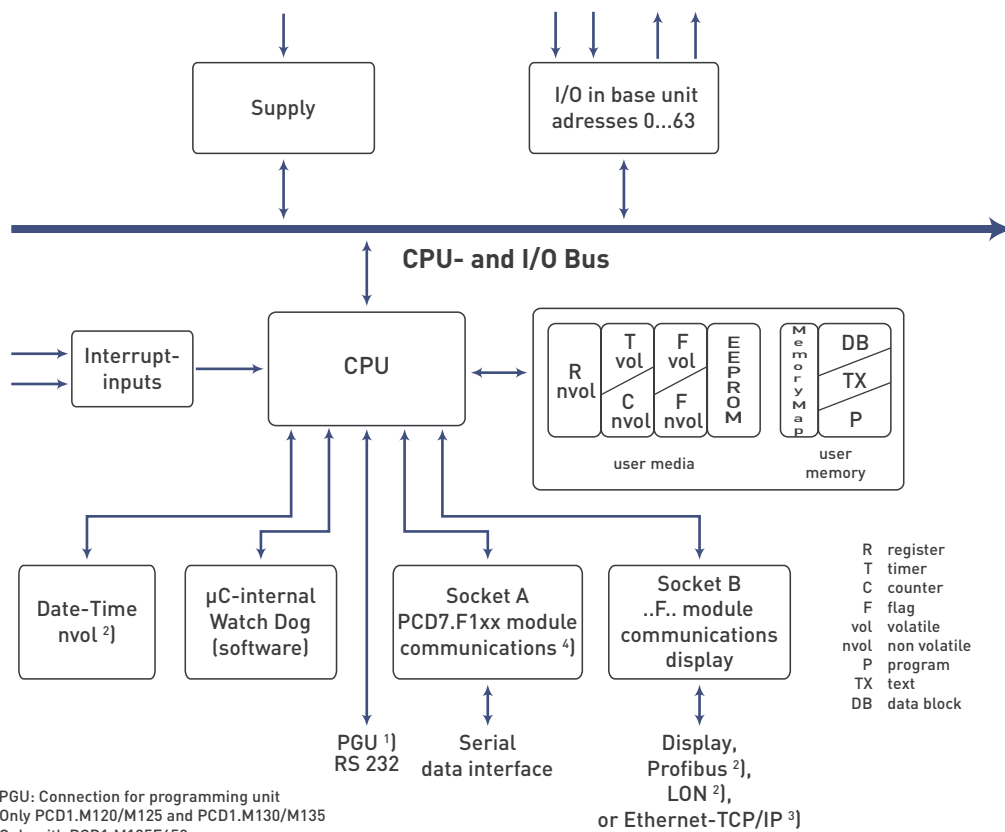 Supply
I/O in base unit
adresses 0...63
CPU- and I/O Bus
Interrupt-
inputs
CPU
R
nvol
T
vol
C
nvol
F
vol
F
nvol
EEPROM
MemoryMap
DB
TX
P
user media
user
memory
Date-Time
nvol ²)
µC-internal
Watch Dog
(software)
Socket A
PCD7.F1xx module
communications ⁴)
Socket B
..F.. module
communications
display
R register
T timer
C counter
F flag
vol volatile
nvol non volatile
P program
TX text
DB data block
PGU ¹)
RS 232
Serial
data interface
Display,
Profibus ²),
LON ²),
or Ethernet-TCP/IP ³)
PGU: Connection for programming unit
Only PCD1.M120/M125 and PCD1.M130/M135